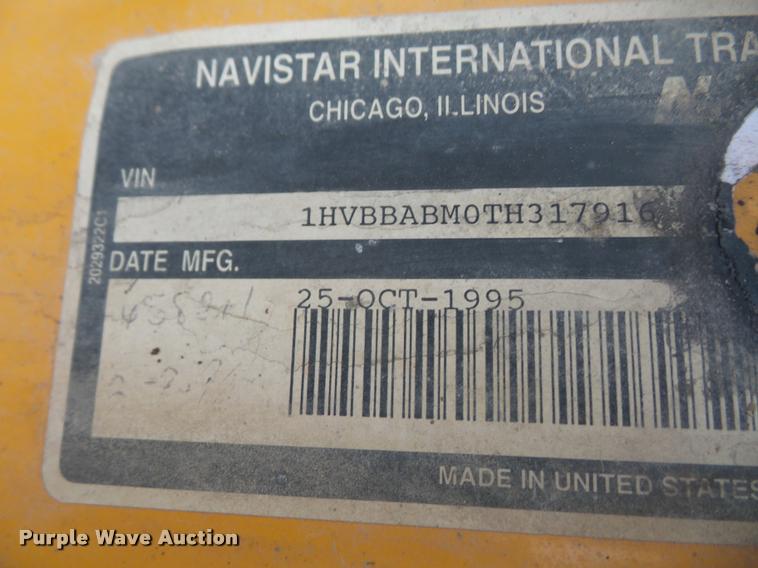 NAVISTAR INTERNATIONAL TRA
CHICAGO, ILLINOIS
VIN
1HVBBABM0TH317916
2029322C1
DATE MFG.
25-OCT-1995
MADE IN UNITED STATES
Purple Wave Auction